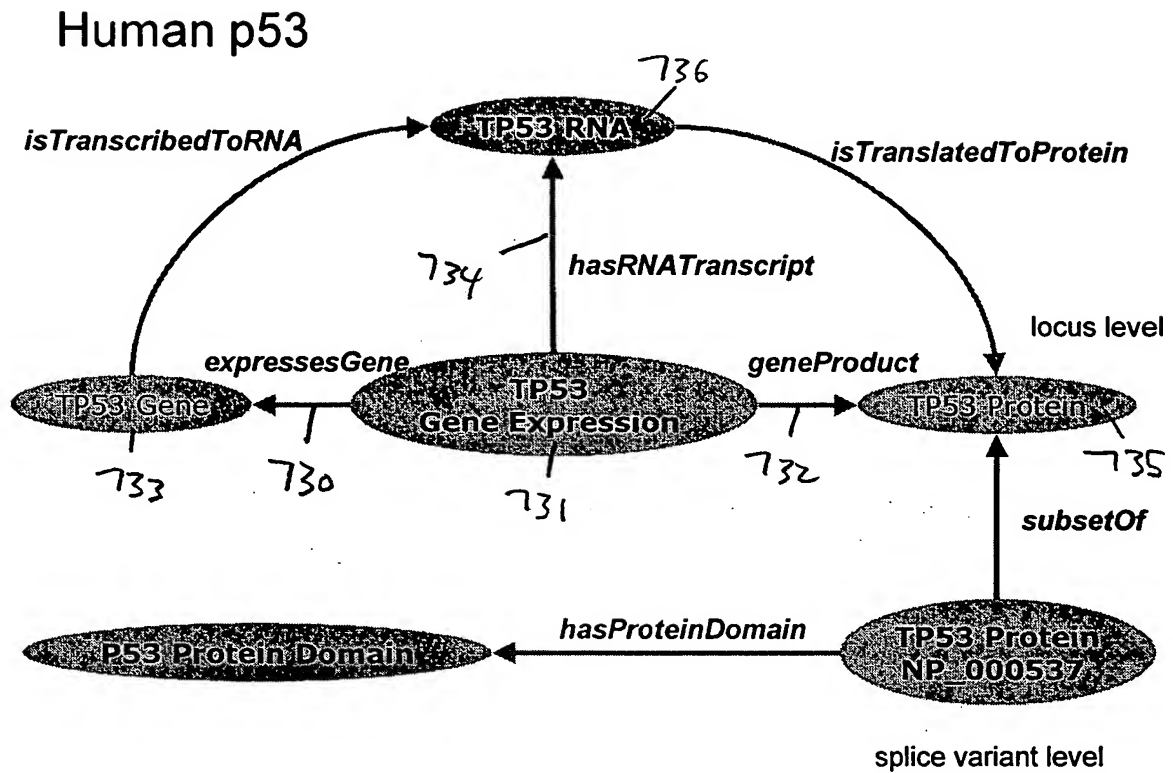 Human p53
736
TP53 RNA
isTranscribedToRNA
isTranslatedToProtein
734
hasRNATranscript
locus level
expressesGene
geneProduct
TP53 Gene
TP53
Gene Expression
TP53 Protein
733
730
731
732
735
subsetOf
hasProteinDomain
P53 Protein Domain
TP53 Protein
NP_000537
splice variant level